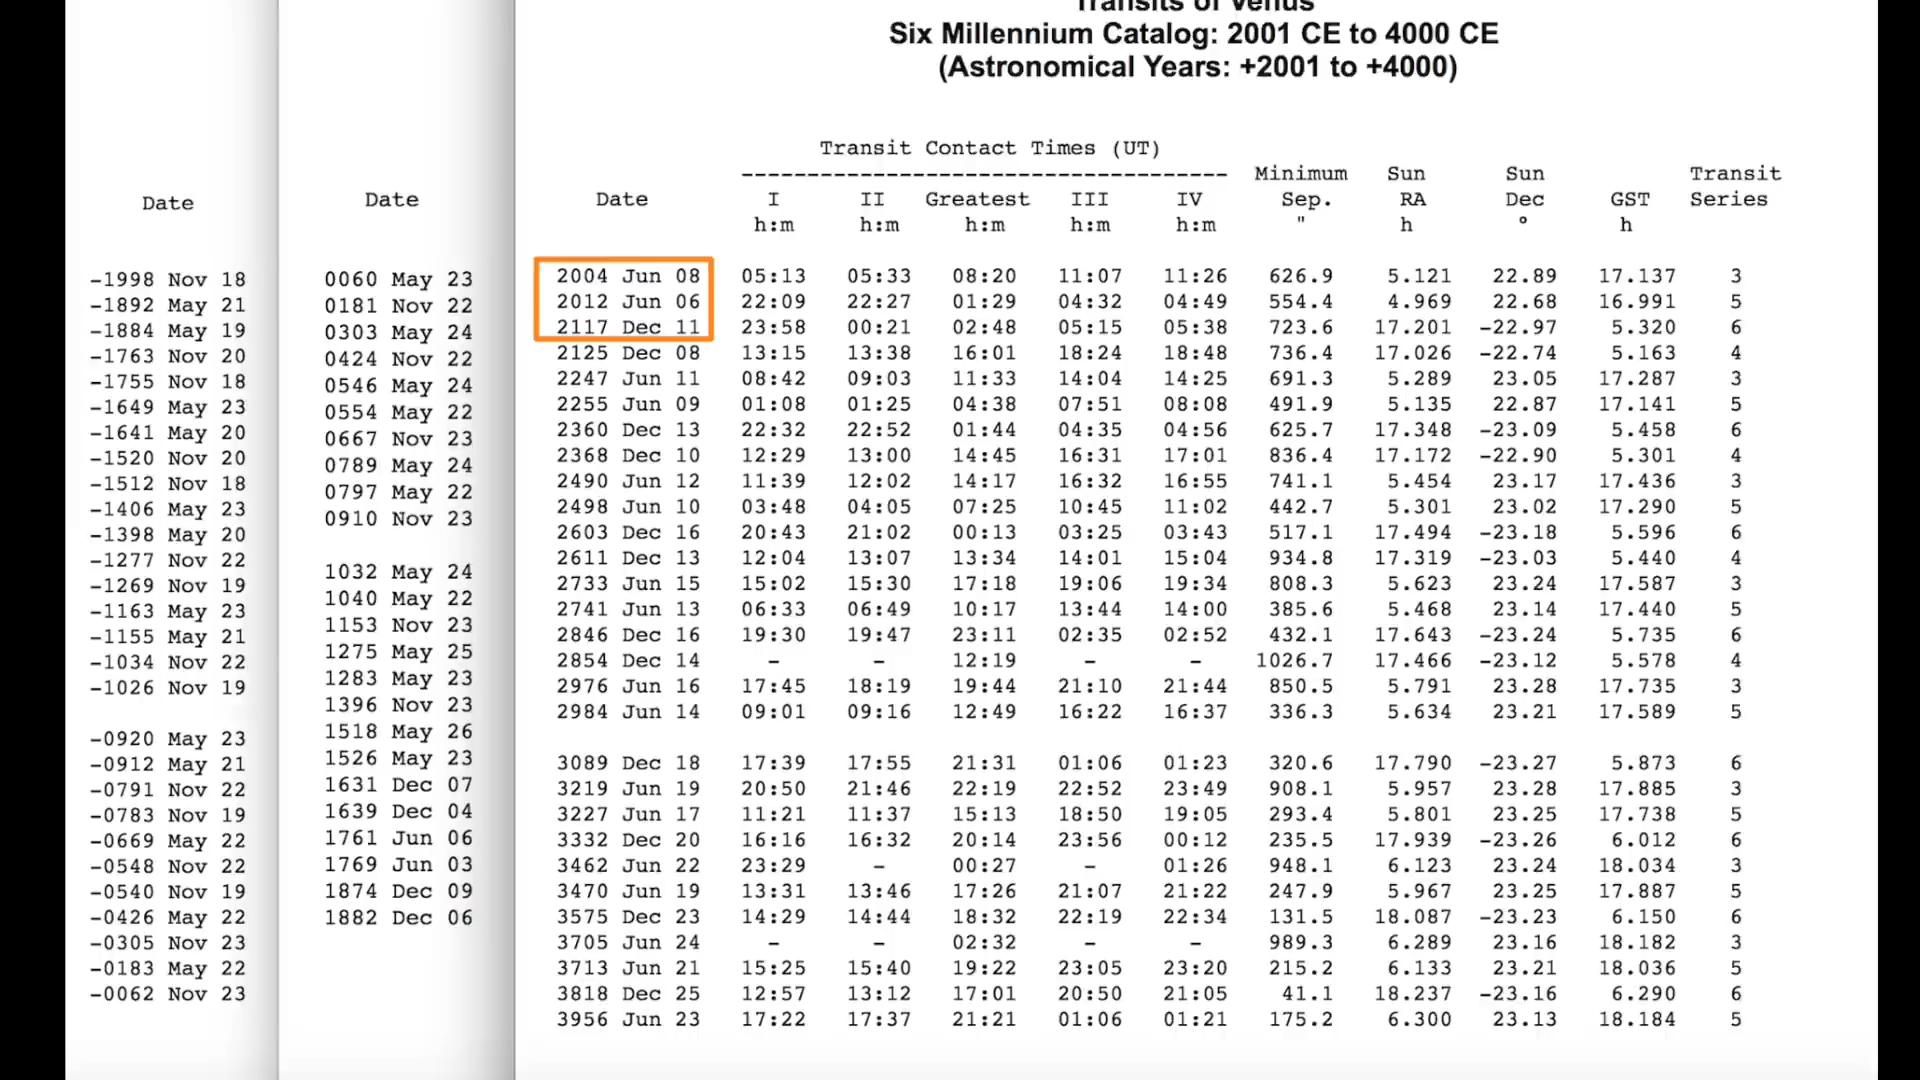 Transits of Venus
Six Millennium Catalog: 2001 CE to 4000 CE
(Astronomical Years: +2001 to +4000)
Date
-1998 Nov 18
-1892 May 21
-1884 May 19
-1763 Nov 20
-1755 Nov 18
-1649 May 23
-1641 May 20
-1520 Nov 20
-1512 Nov 18
-1406 May 23
-1398 May 20
-1277 Nov 22
-1269 Nov 19
-1163 May 23
-1155 May 21
-1034 Nov 22
-1026 Nov 19
-0920 May 23
-0912 May 21
-0791 Nov 22
-0783 Nov 19
-0669 May 22
-0548 Nov 22
-0540 Nov 19
-0426 May 22
-0305 Nov 23
-0183 May 22
-0062 Nov 23
Date
0060 May 23
0181 Nov 22
0303 May 24
0424 Nov 22
0546 May 24
0554 May 22
0667 Nov 23
0789 May 24
0797 May 22
0910 Nov 23
1032 May 24
1040 May 22
1153 Nov 23
1275 May 25
1283 May 23
1396 Nov 23
1518 May 26
1526 May 23
1631 Dec 07
1639 Dec 04
1761 Jun 06
1769 Jun 03
1874 Dec 09
1882 Dec 06
Transit Contact Times (UT)
----------------------------------- Minimum Sun Sun Transit
Date I II Greatest III IV Sep. RA Dec GST Series
h:m h:m h:m h:m h:m " h ° h
2004 Jun 08 05:13 05:33 08:20 11:07 11:26 626.9 5.121 22.89 17.137 3
2012 Jun 06 22:09 22:27 01:29 04:32 04:49 554.4 4.969 22.68 16.991 5
2117 Dec 11 23:58 00:21 02:48 05:15 05:38 723.6 17.201 -22.97 5.320 6
2125 Dec 08 13:15 13:38 16:01 18:24 18:48 736.4 17.026 -22.74 5.163 4
2247 Jun 11 08:42 09:03 11:33 14:04 14:25 691.3 5.289 23.05 17.287 3
2255 Jun 09 01:08 01:25 04:38 07:51 08:08 491.9 5.135 22.87 17.141 5
2360 Dec 13 22:32 22:52 01:44 04:35 04:56 625.7 17.348 -23.09 5.458 6
2368 Dec 10 12:29 13:00 14:45 16:31 17:01 836.4 17.172 -22.90 5.301 4
2490 Jun 12 11:39 12:02 14:17 16:32 16:55 741.1 5.454 23.17 17.436 3
2498 Jun 10 03:48 04:05 07:25 10:45 11:02 442.7 5.301 23.02 17.290 5
2603 Dec 16 20:43 21:02 00:13 03:25 03:43 517.1 17.494 -23.18 5.596 6
2611 Dec 13 12:04 13:07 13:34 14:01 15:04 934.8 17.319 -23.03 5.440 4
2733 Jun 15 15:02 15:30 17:18 19:06 19:34 808.3 5.623 23.24 17.587 3
2741 Jun 13 06:33 06:49 10:17 13:44 14:00 385.6 5.468 23.14 17.440 5
2846 Dec 16 19:30 19:47 23:11 02:35 02:52 432.1 17.643 -23.24 5.735 6
2854 Dec 14 - - 12:19 - - 1026.7 17.466 -23.12 5.578 4
2976 Jun 16 17:45 18:19 19:44 21:10 21:44 850.5 5.791 23.28 17.735 3
2984 Jun 14 09:01 09:16 12:49 16:22 16:37 336.3 5.634 23.21 17.589 5
3089 Dec 18 17:39 17:55 21:31 01:06 01:23 320.6 17.790 -23.27 5.873 6
3219 Jun 19 20:50 21:46 22:19 22:52 23:49 908.1 5.957 23.28 17.885 3
3227 Jun 17 11:21 11:37 15:13 18:50 19:05 293.4 5.801 23.25 17.738 5
3332 Dec 20 16:16 16:32 20:14 23:56 00:12 235.5 17.939 -23.26 6.012 6
3462 Jun 22 23:29 - 00:27 - 01:26 948.1 6.123 23.24 18.034 3
3470 Jun 19 13:31 13:46 17:26 21:07 21:22 247.9 5.967 23.25 17.887 5
3575 Dec 23 14:29 14:44 18:32 22:19 22:34 131.5 18.087 -23.23 6.150 6
3705 Jun 24 - - 02:32 - - 989.3 6.289 23.16 18.182 3
3713 Jun 21 15:25 15:40 19:22 23:05 23:20 215.2 6.133 23.21 18.036 5
3818 Dec 25 12:57 13:12 17:01 20:50 21:05 41.1 18.237 -23.16 6.290 6
3956 Jun 23 17:22 17:37 21:21 01:06 01:21 175.2 6.300 23.13 18.184 5